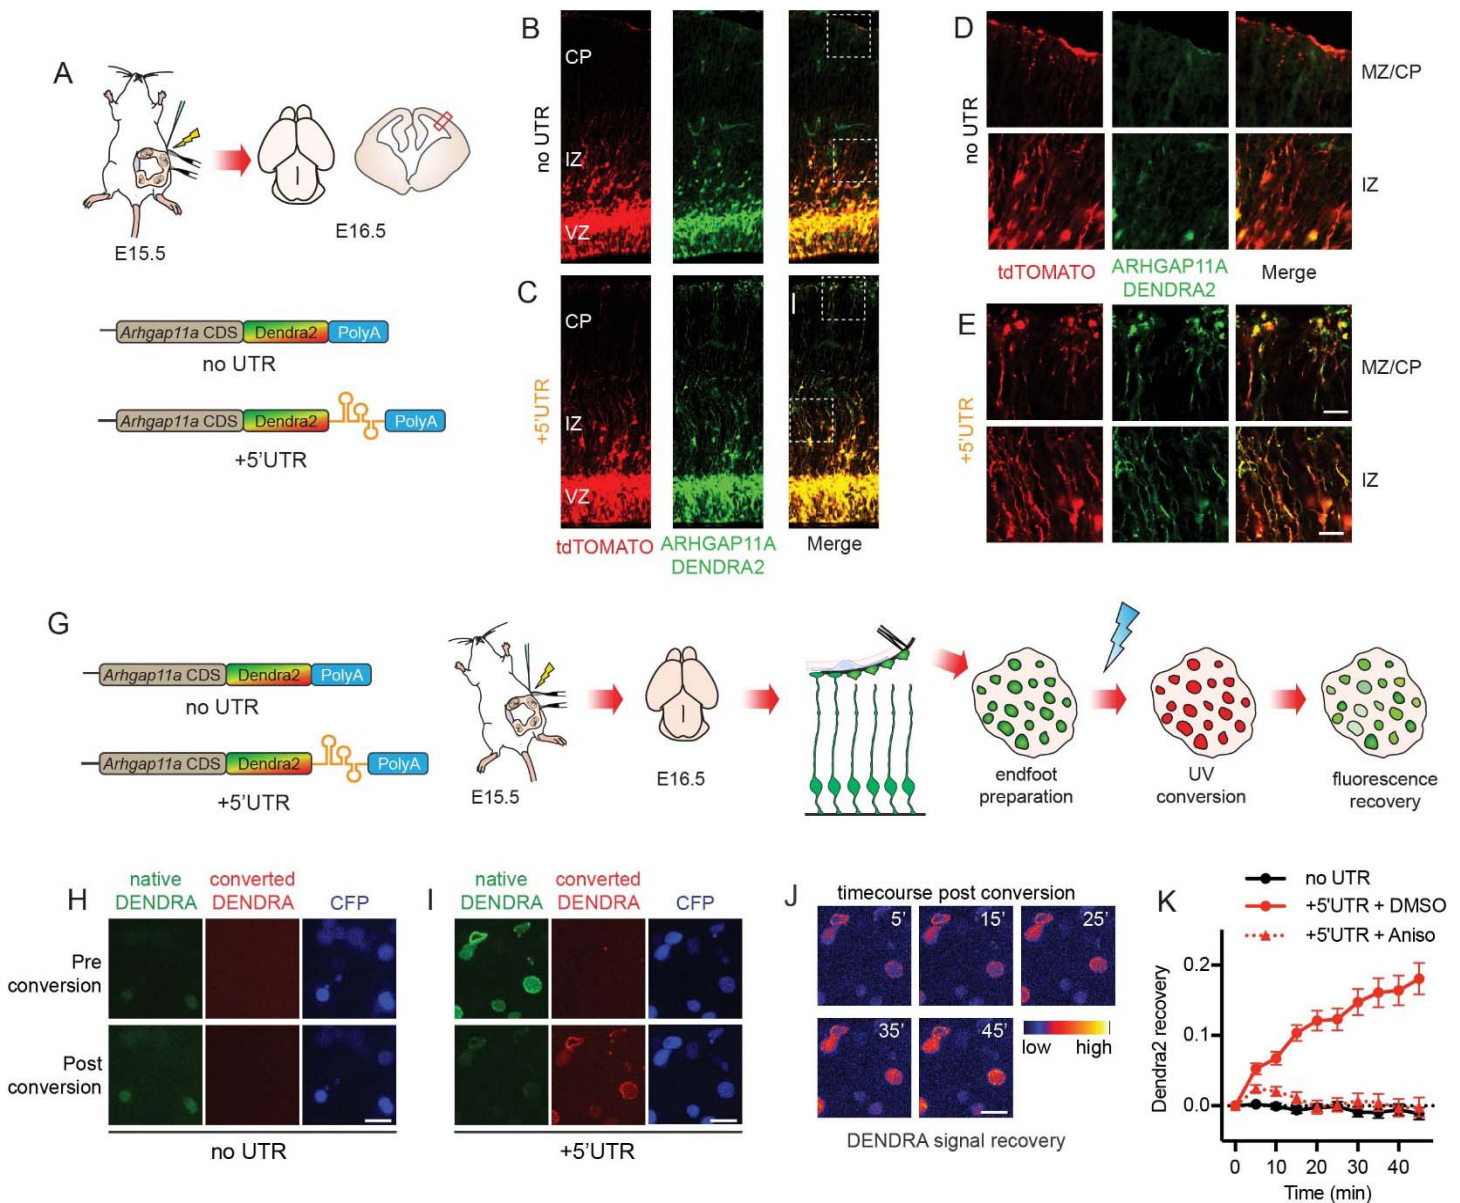 A
E15.5
E16.5
Arhgap11a CDS Dendra2 PolyA
no UTR
Arhgap11a CDS Dendra2 PolyA
+5'UTR
B
no UTR
CP
IZ
VZ
C
+5'UTR
CP
IZ
VZ
tdTOMATO ARHGAP11A DENDRA2 Merge
D
no UTR
MZ/CP
IZ
tdTOMATO ARHGAP11A DENDRA2 Merge
E
+5'UTR
MZ/CP
IZ
G
Arhgap11a CDS Dendra2 PolyA
no UTR
Arhgap11a CDS Dendra2 PolyA
+5'UTR
E15.5
E16.5
endfoot
preparation
UV
conversion
fluorescence
recovery
H
native DENDRA
converted DENDRA
CFP
Pre conversion
Post conversion
no UTR
I
native DENDRA
converted DENDRA
CFP
+5'UTR
J
timecourse post conversion
5' 15' 25'
35' 45'
low high
DENDRA signal recovery
K
no UTR
+5'UTR + DMSO
+5'UTR + Aniso
Dendra2 recovery
0.2
0.1
0.0
0 10 20 30 40
Time (min)